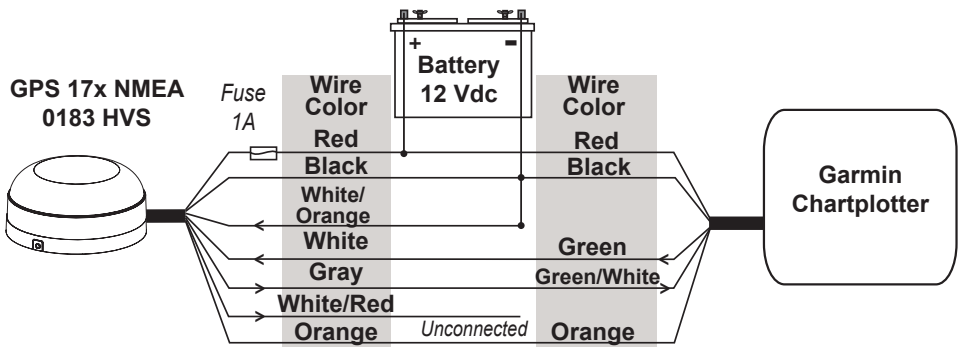 GPS 17x NMEA
0183 HVS
Fuse
1A
Wire
Color
+ -
Battery
12 Vdc
Wire
Color
Red
Red
Black
Black
White/
Orange
White
Green
Gray
Green/White
White/Red
Orange
Unconnected
Orange
Garmin
Chartplotter